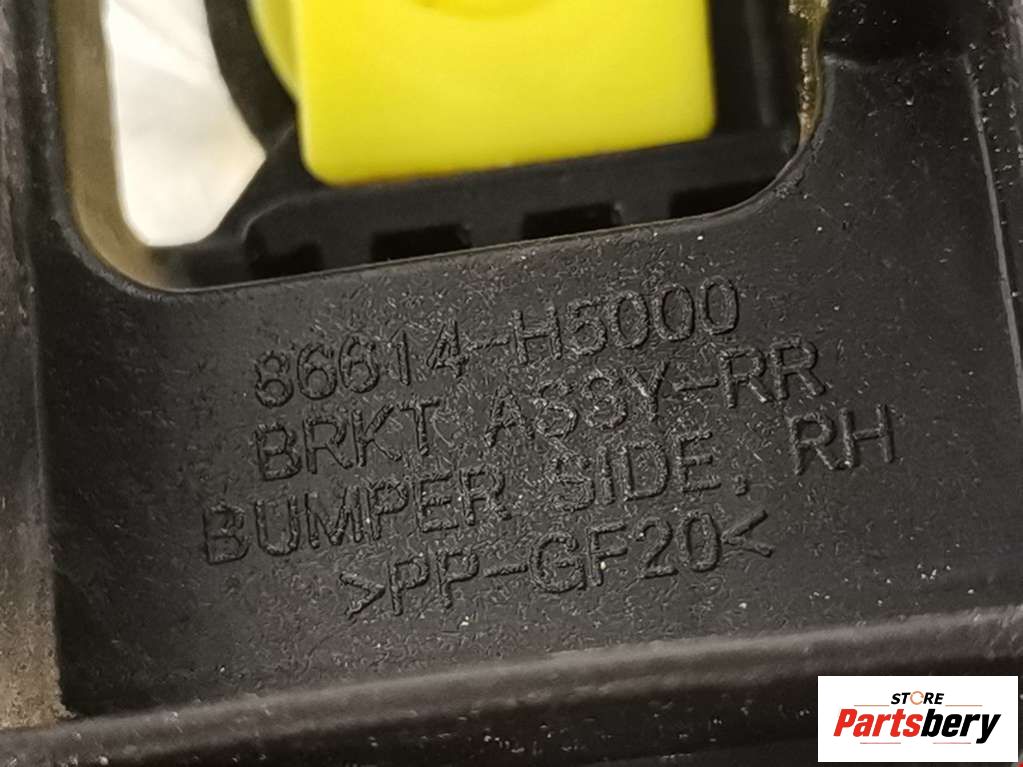 86614-H5000
BRKT ASSY-RR
BUMPER SIDE, RH
>PP-GF20<
STORE
Partsbery